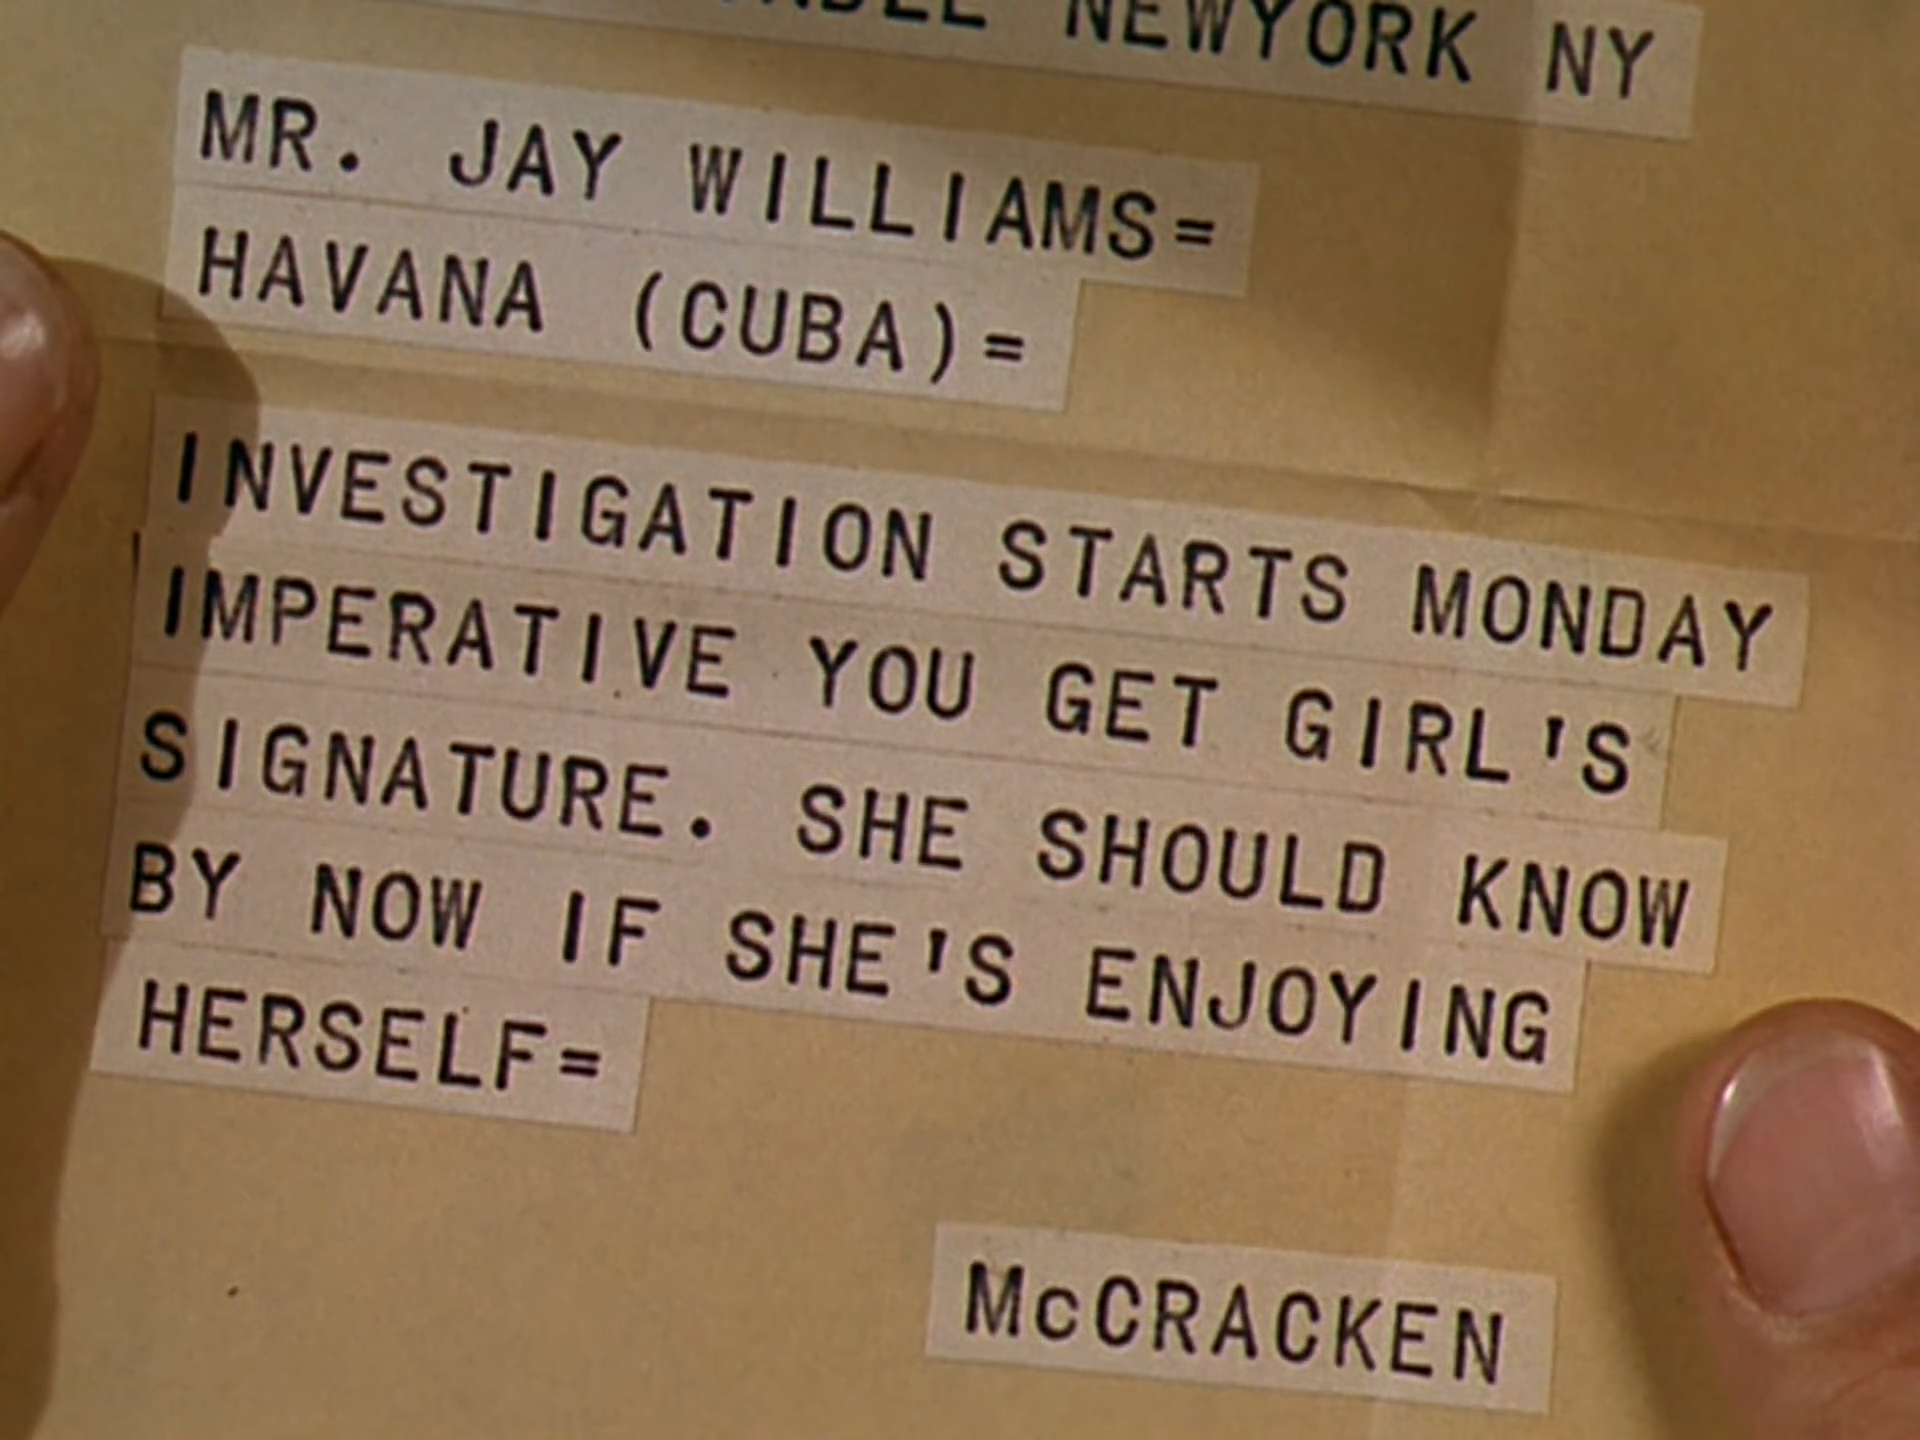 NEWYORK NY
MR. JAY WILLIAMS=
HAVANA (CUBA)=
INVESTIGATION STARTS MONDAY
IMPERATIVE YOU GET GIRL'S
SIGNATURE. SHE SHOULD KNOW
BY NOW IF SHE'S ENJOYING
HERSELF=
McCRACKEN